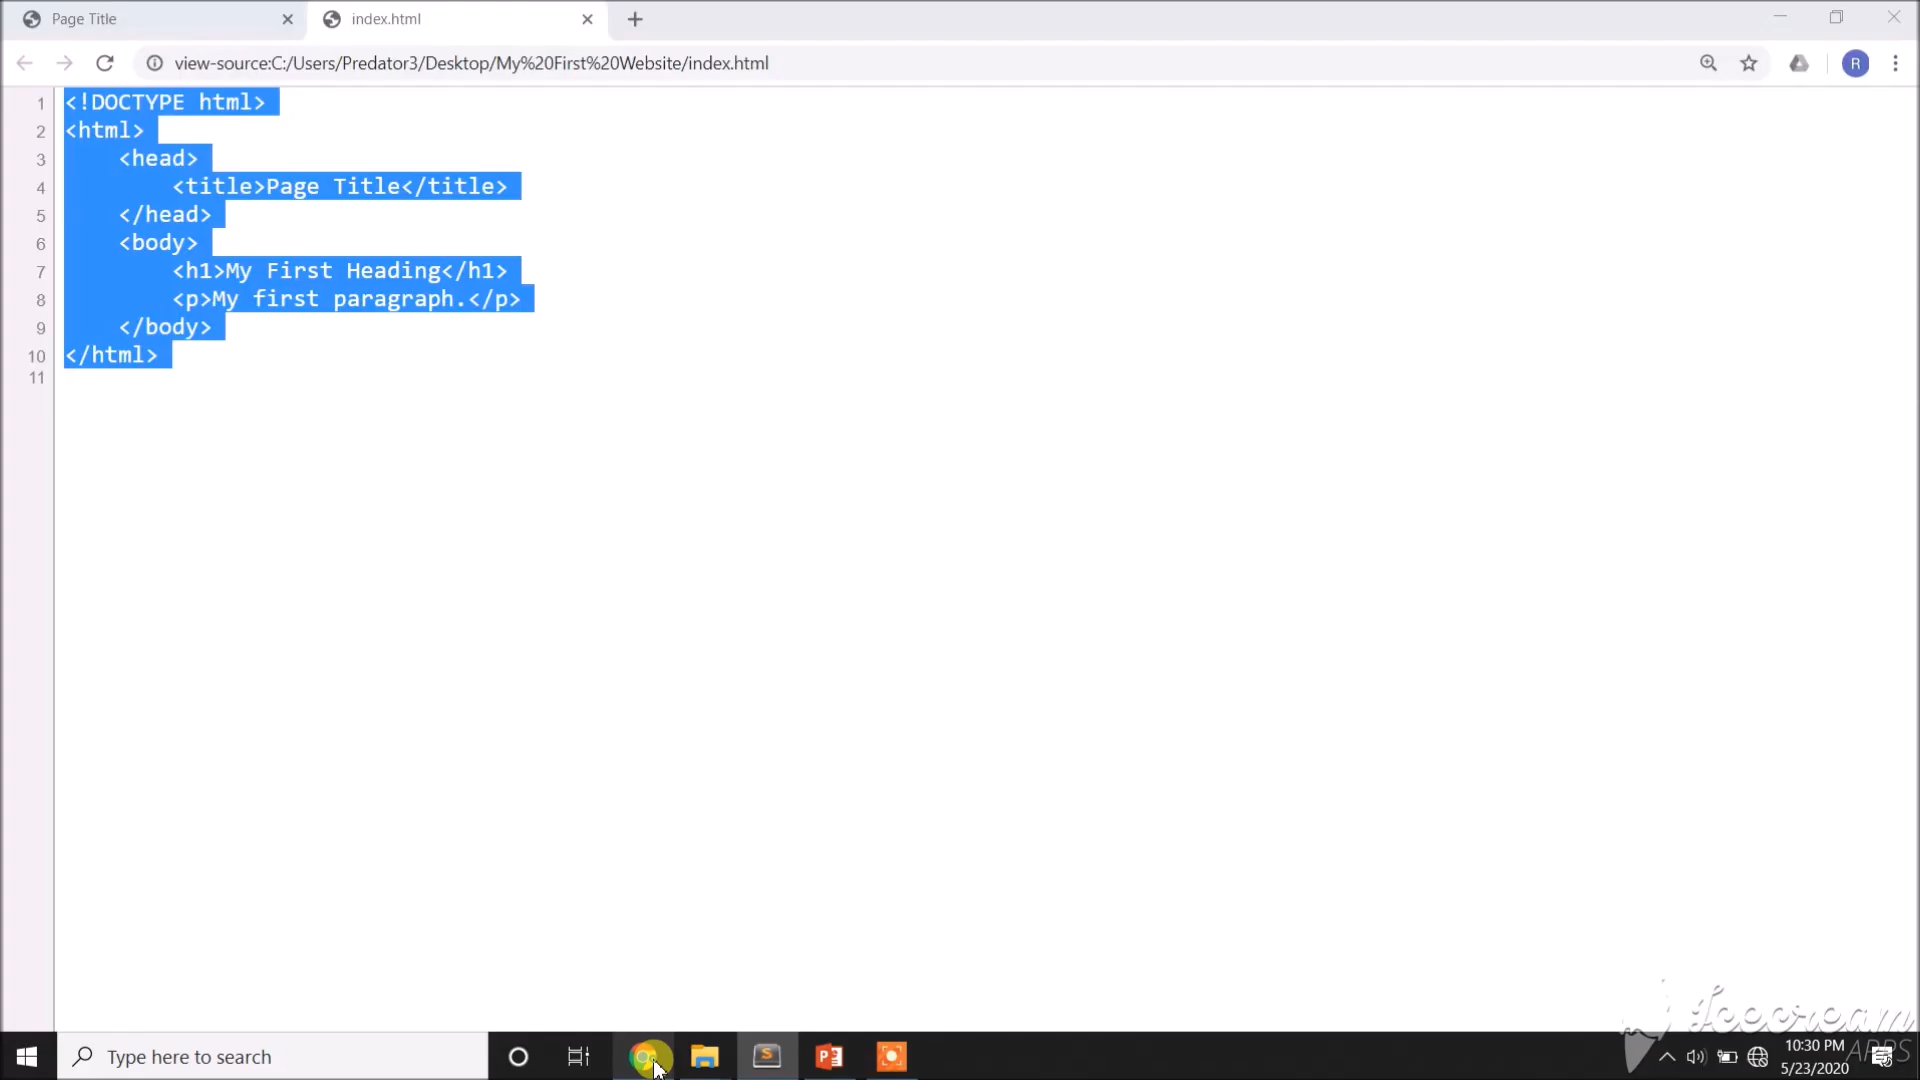 Page Title
index.html
view-source:C:/Users/Predator3/Desktop/My%20First%20Website/index.html
R
1 <!DOCTYPE html>
2 <html>
3 <head>
4 <title>Page Title</title>
5 </head>
6 <body>
7 <h1>My First Heading</h1>
8 <p>My first paragraph.</p>
9 </body>
10 </html>
11
Icecream
APPS
Type here to search
10:30 PM
5/23/2020